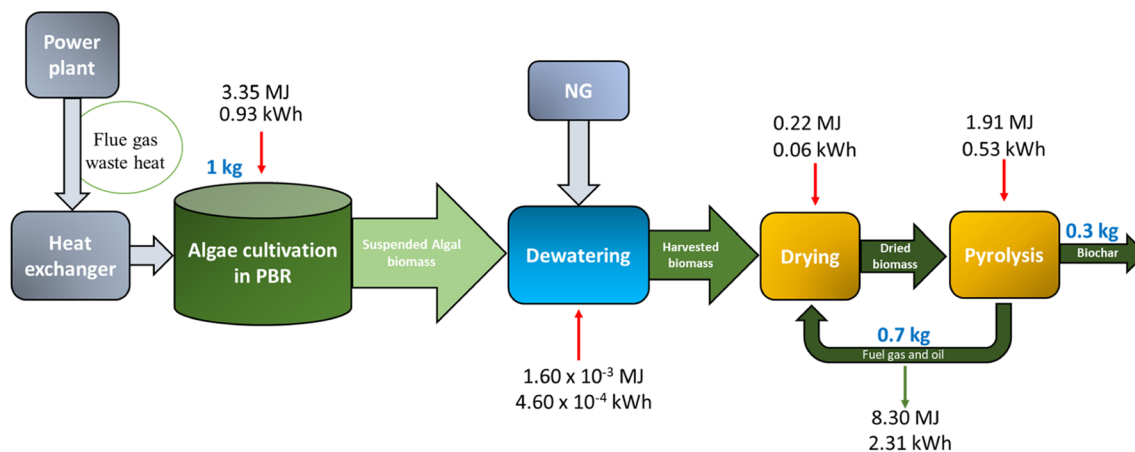 Power
plant
Flue gas
waste heat
Heat
exchanger
3.35 MJ
0.93 kWh
1 kg
Algae cultivation
in PBR
Suspended Algal
biomass
NG
Dewatering
1.60 x 10⁻³ MJ
4.60 x 10⁻⁴ kWh
Harvested
biomass
0.22 MJ
0.06 kWh
Drying
Dried
biomass
1.91 MJ
0.53 kWh
Pyrolysis
0.3 kg
Biochar
0.7 kg
Fuel gas and oil
8.30 MJ
2.31 kWh